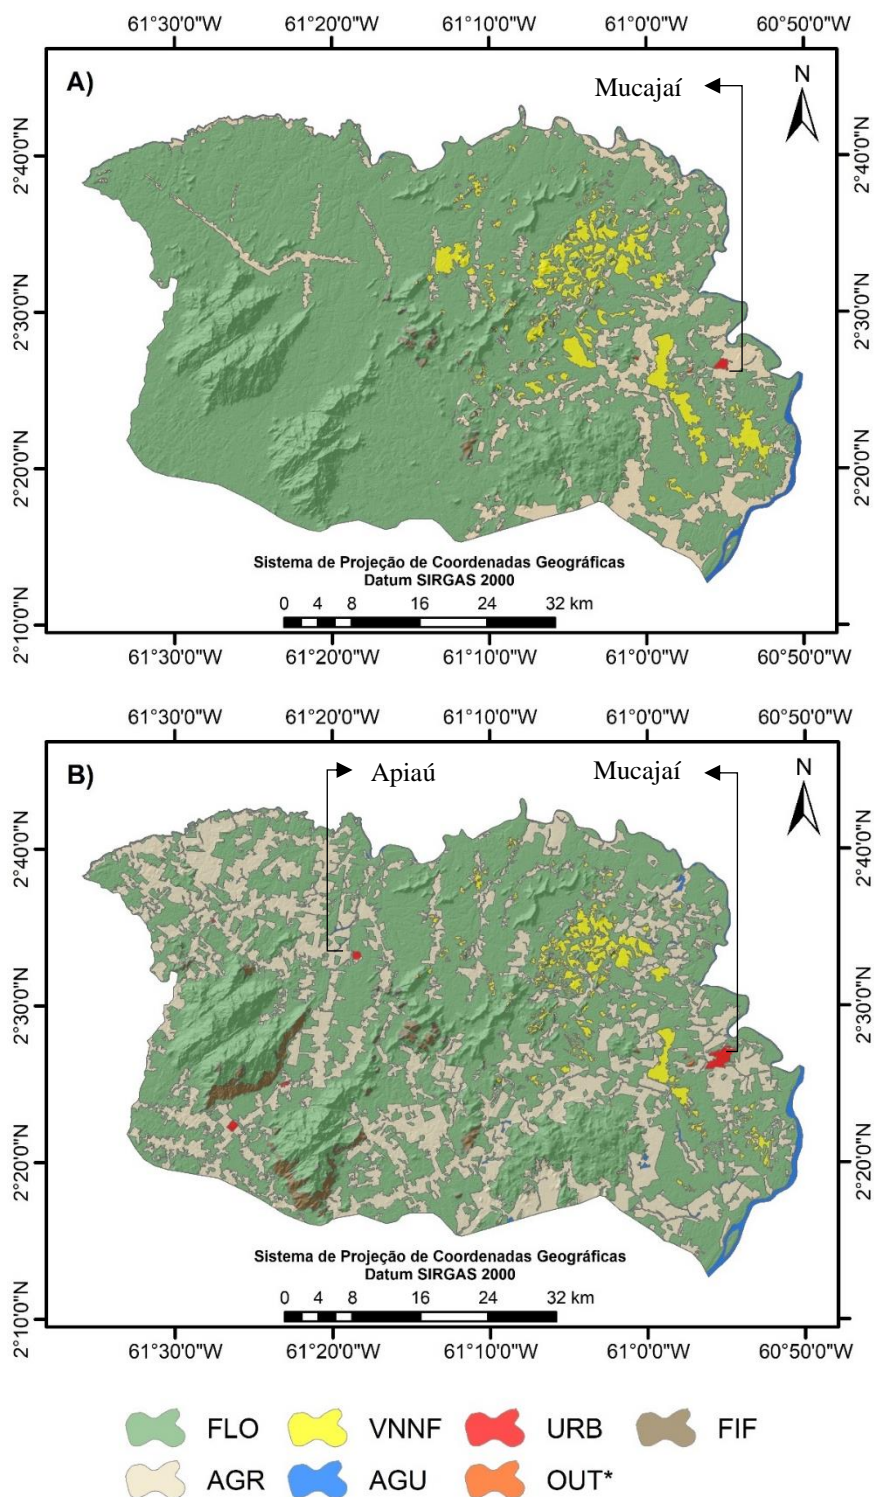 61°30'0"W 61°20'0"W 61°10'0"W 61°0'0"W 60°50'0"W
A)
Mucajaí
N
2°40'0"N 2°40'0"N
2°30'0"N 2°30'0"N
2°20'0"N 2°20'0"N
2°10'0"N 2°10'0"N
Sistema de Projeção de Coordenadas Geográficas
Datum SIRGAS 2000
0 4 8 16 24 32 km
61°30'0"W 61°20'0"W 61°10'0"W 61°0'0"W 60°50'0"W
61°30'0"W 61°20'0"W 61°10'0"W 61°0'0"W 60°50'0"W
B)
Apiaú
Mucajaí
N
2°40'0"N 2°40'0"N
2°30'0"N 2°30'0"N
2°20'0"N 2°20'0"N
2°10'0"N 2°10'0"N
Sistema de Projeção de Coordenadas Geográficas
Datum SIRGAS 2000
0 4 8 16 24 32 km
61°30'0"W 61°20'0"W 61°10'0"W 61°0'0"W 60°50'0"W
FLO VNNF URB FIF
AGR AGU OUT*